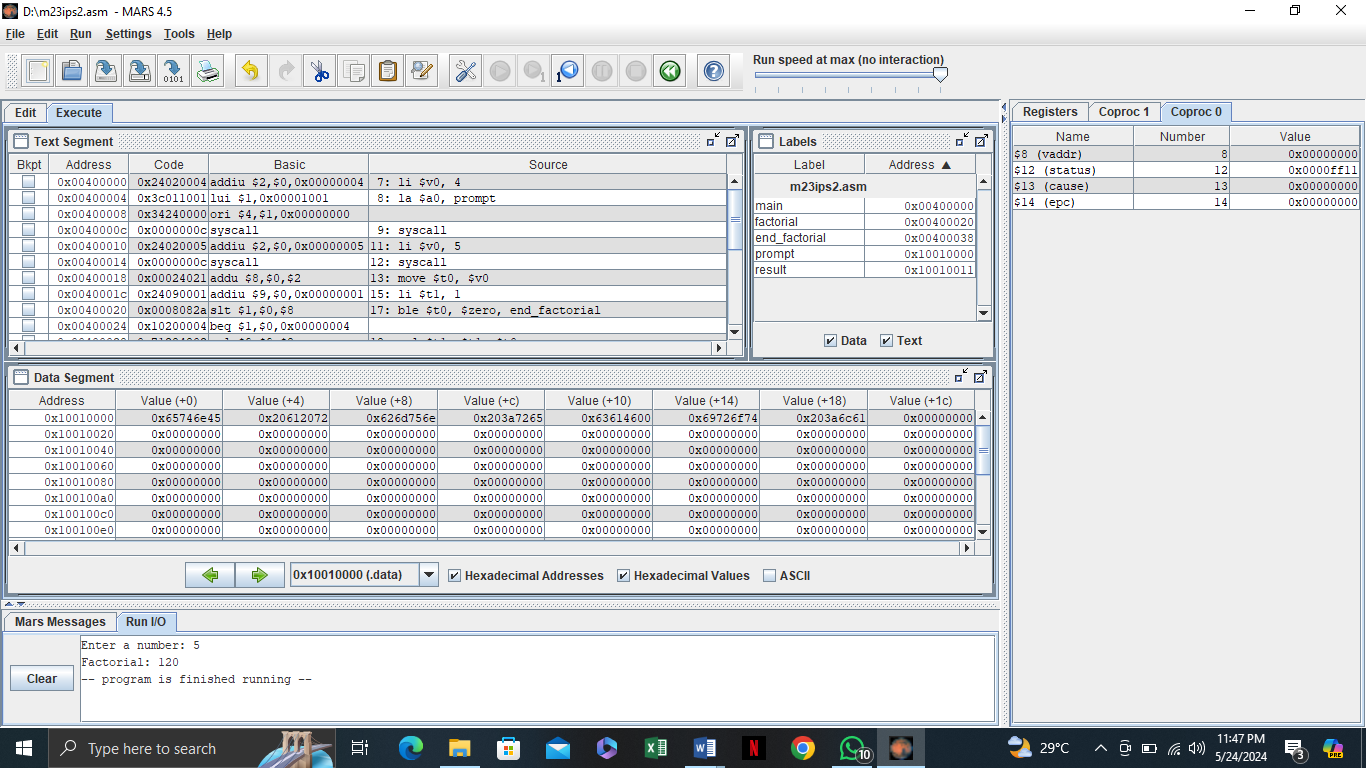 D:\m23ips2.asm - MARS 4.5
File Edit Run Settings Tools Help
Run speed at max (no interaction)
Edit Execute
Text Segment
Bkpt Address Code Basic Source
0x00400000 0x24020004 addiu $2,$0,0x00000004 7: li $v0, 4
0x00400004 0x3c011001 lui $1,0x00001001 8: la $a0, prompt
0x00400008 0x34240000 ori $4,$1,0x00000000
0x0040000c 0x0000000c syscall 9: syscall
0x00400010 0x24020005 addiu $2,$0,0x00000005 11: li $v0, 5
0x00400014 0x0000000c syscall 12: syscall
0x00400018 0x00024021 addu $8,$0,$2 13: move $t0, $v0
0x0040001c 0x24090001 addiu $9,$0,0x00000001 15: li $t1, 1
0x00400020 0x0008082a slt $1,$0,$8 17: ble $t0, $zero, end_factorial
0x00400024 0x10200004 beq $1,$0,0x00000004
Labels
Label Address ▲
m23ips2.asm
main 0x00400000
factorial 0x00400020
end_factorial 0x00400038
prompt 0x10010000
result 0x10010011
Data Text
Registers Coproc 1 Coproc 0
Name Number Value
$8 (vaddr) 8 0x00000000
$12 (status) 12 0x0000ff11
$13 (cause) 13 0x00000000
$14 (epc) 14 0x00000000
Data Segment
Address Value (+0) Value (+4) Value (+8) Value (+c) Value (+10) Value (+14) Value (+18) Value (+1c)
0x10010000 0x65746e45 0x20612072 0x626d756e 0x203a7265 0x63614600 0x69726f74 0x203a6c61 0x00000000
0x10010020 0x00000000 0x00000000 0x00000000 0x00000000 0x00000000 0x00000000 0x00000000 0x00000000
0x10010040 0x00000000 0x00000000 0x00000000 0x00000000 0x00000000 0x00000000 0x00000000 0x00000000
0x10010060 0x00000000 0x00000000 0x00000000 0x00000000 0x00000000 0x00000000 0x00000000 0x00000000
0x10010080 0x00000000 0x00000000 0x00000000 0x00000000 0x00000000 0x00000000 0x00000000 0x00000000
0x100100a0 0x00000000 0x00000000 0x00000000 0x00000000 0x00000000 0x00000000 0x00000000 0x00000000
0x100100c0 0x00000000 0x00000000 0x00000000 0x00000000 0x00000000 0x00000000 0x00000000 0x00000000
0x100100e0 0x00000000 0x00000000 0x00000000 0x00000000 0x00000000 0x00000000 0x00000000 0x00000000
0x10010000 (.data) Hexadecimal Addresses Hexadecimal Values ASCII
Mars Messages Run I/O
Clear
Enter a number: 5
Factorial: 120
-- program is finished running --
Type here to search
10
29°C
11:47 PM
5/24/2024
3
PRE